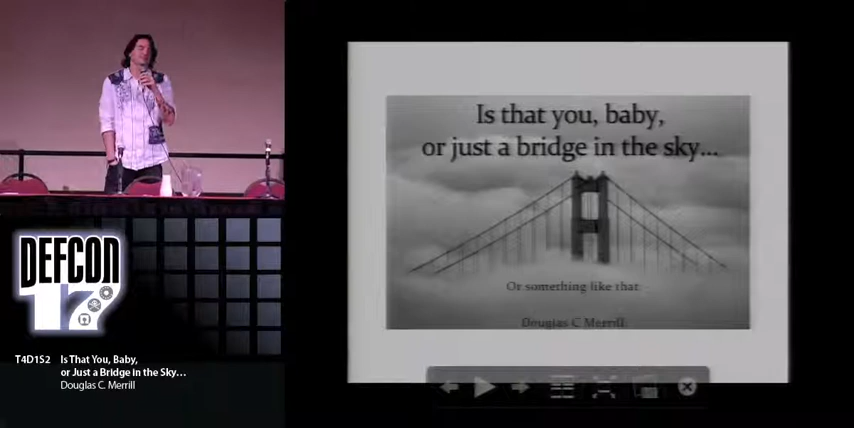 Is that you, baby,
or just a bridge in the sky...
Or something like that
Douglas C Merrill
DEFCON
17
T4D1S2 Is That You, Baby,
or Just a Bridge in the Sky...
Douglas C. Merrill